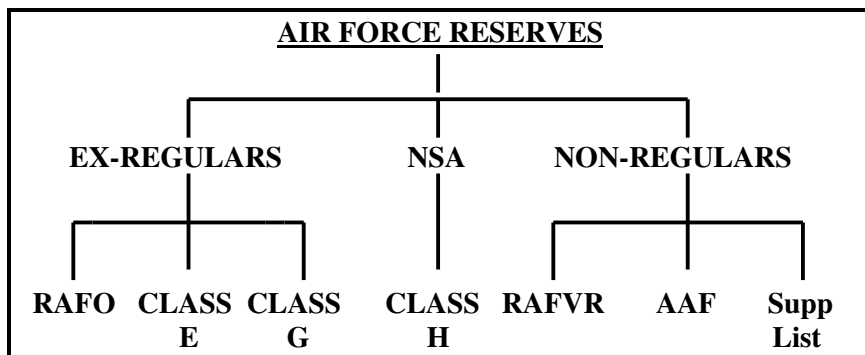 AIR FORCE RESERVES
EX-REGULARS NSA NON-REGULARS
RAFO CLASS CLASS CLASS RAFVR AAF Supp
E G H List